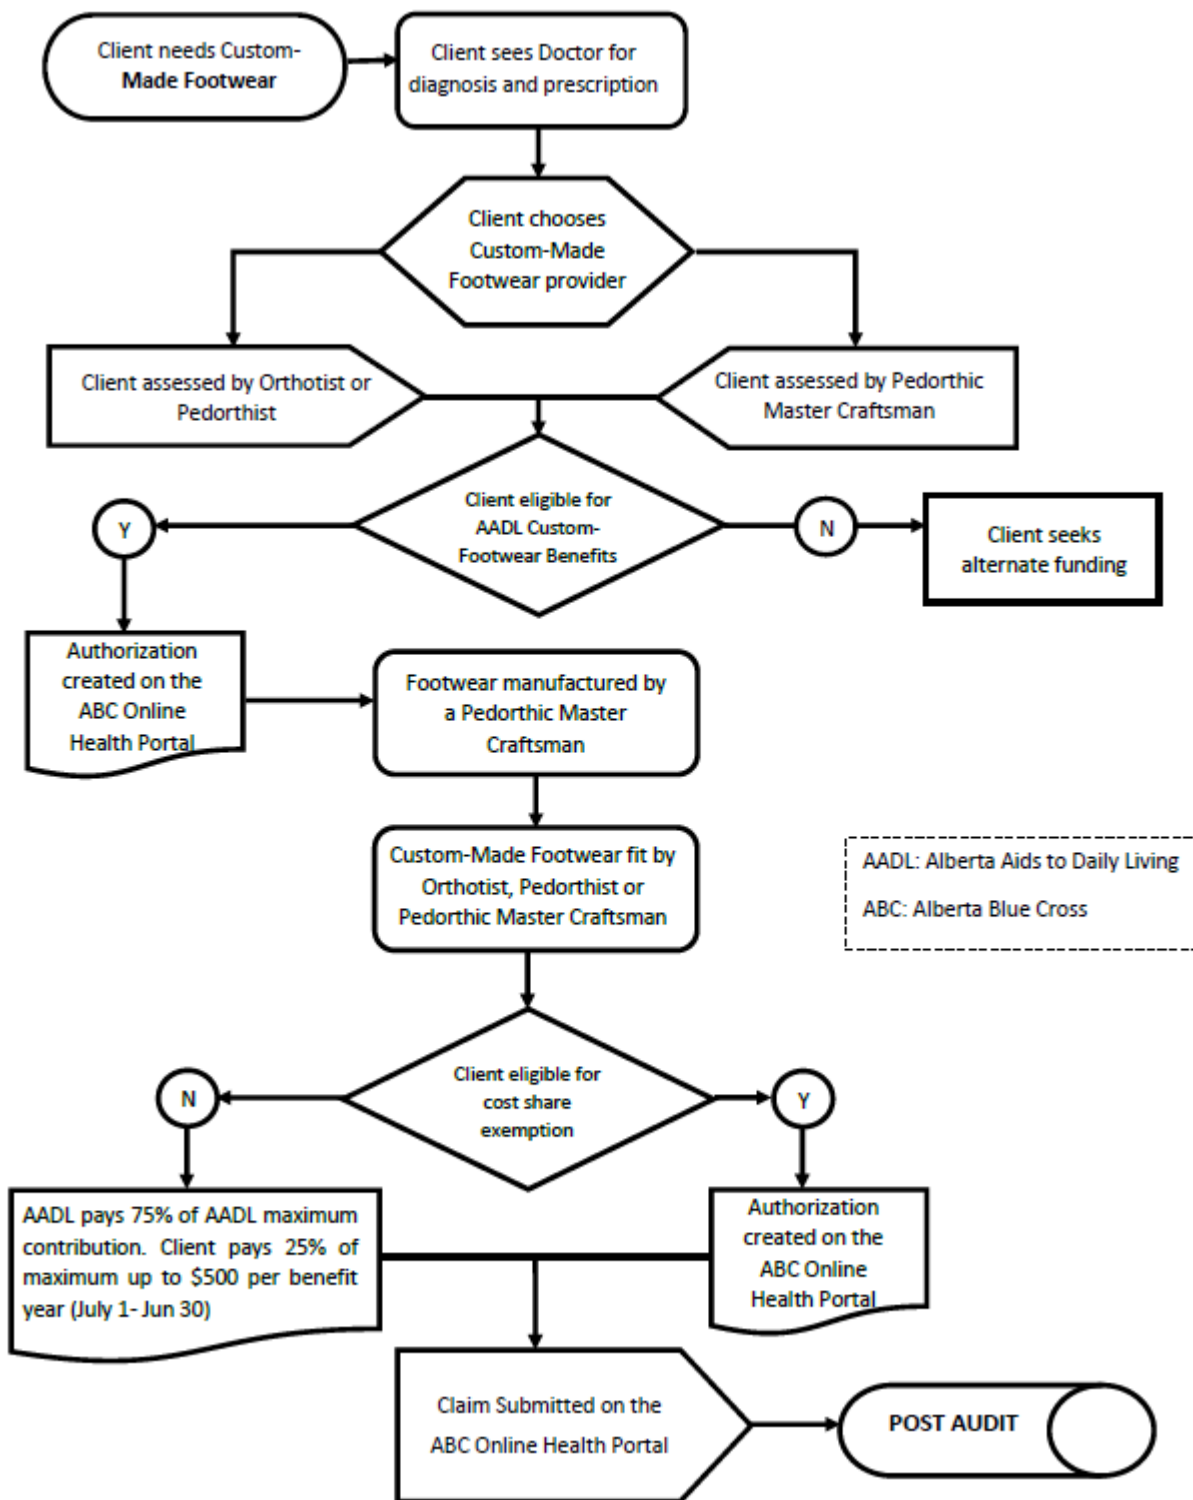 Client needs Custom-
Made Footwear
Client sees Doctor for
diagnosis and prescription
Client chooses
Custom-Made
Footwear provider
Client assessed by Orthotist or
Pedorthist
Client assessed by Pedorthic
Master Craftsman
Client eligible for
AADL Custom-
Footwear Benefits
Y
N
Client seeks
alternate funding
Authorization
created on the
ABC Online
Health Portal
Footwear manufactured by
a Pedorthic Master
Craftsman
Custom-Made Footwear fit by
Orthotist, Pedorthist or
Pedorthic Master Craftsman
AADL: Alberta Aids to Daily Living
ABC: Alberta Blue Cross
Client eligible for
cost share
exemption
N
Y
AADL pays 75% of AADL maximum
contribution. Client pays 25% of
maximum up to $500 per benefit
year (July 1- Jun 30)
Authorization
created on the
ABC Online
Health Portal
Claim Submitted on the
ABC Online Health Portal
POST AUDIT